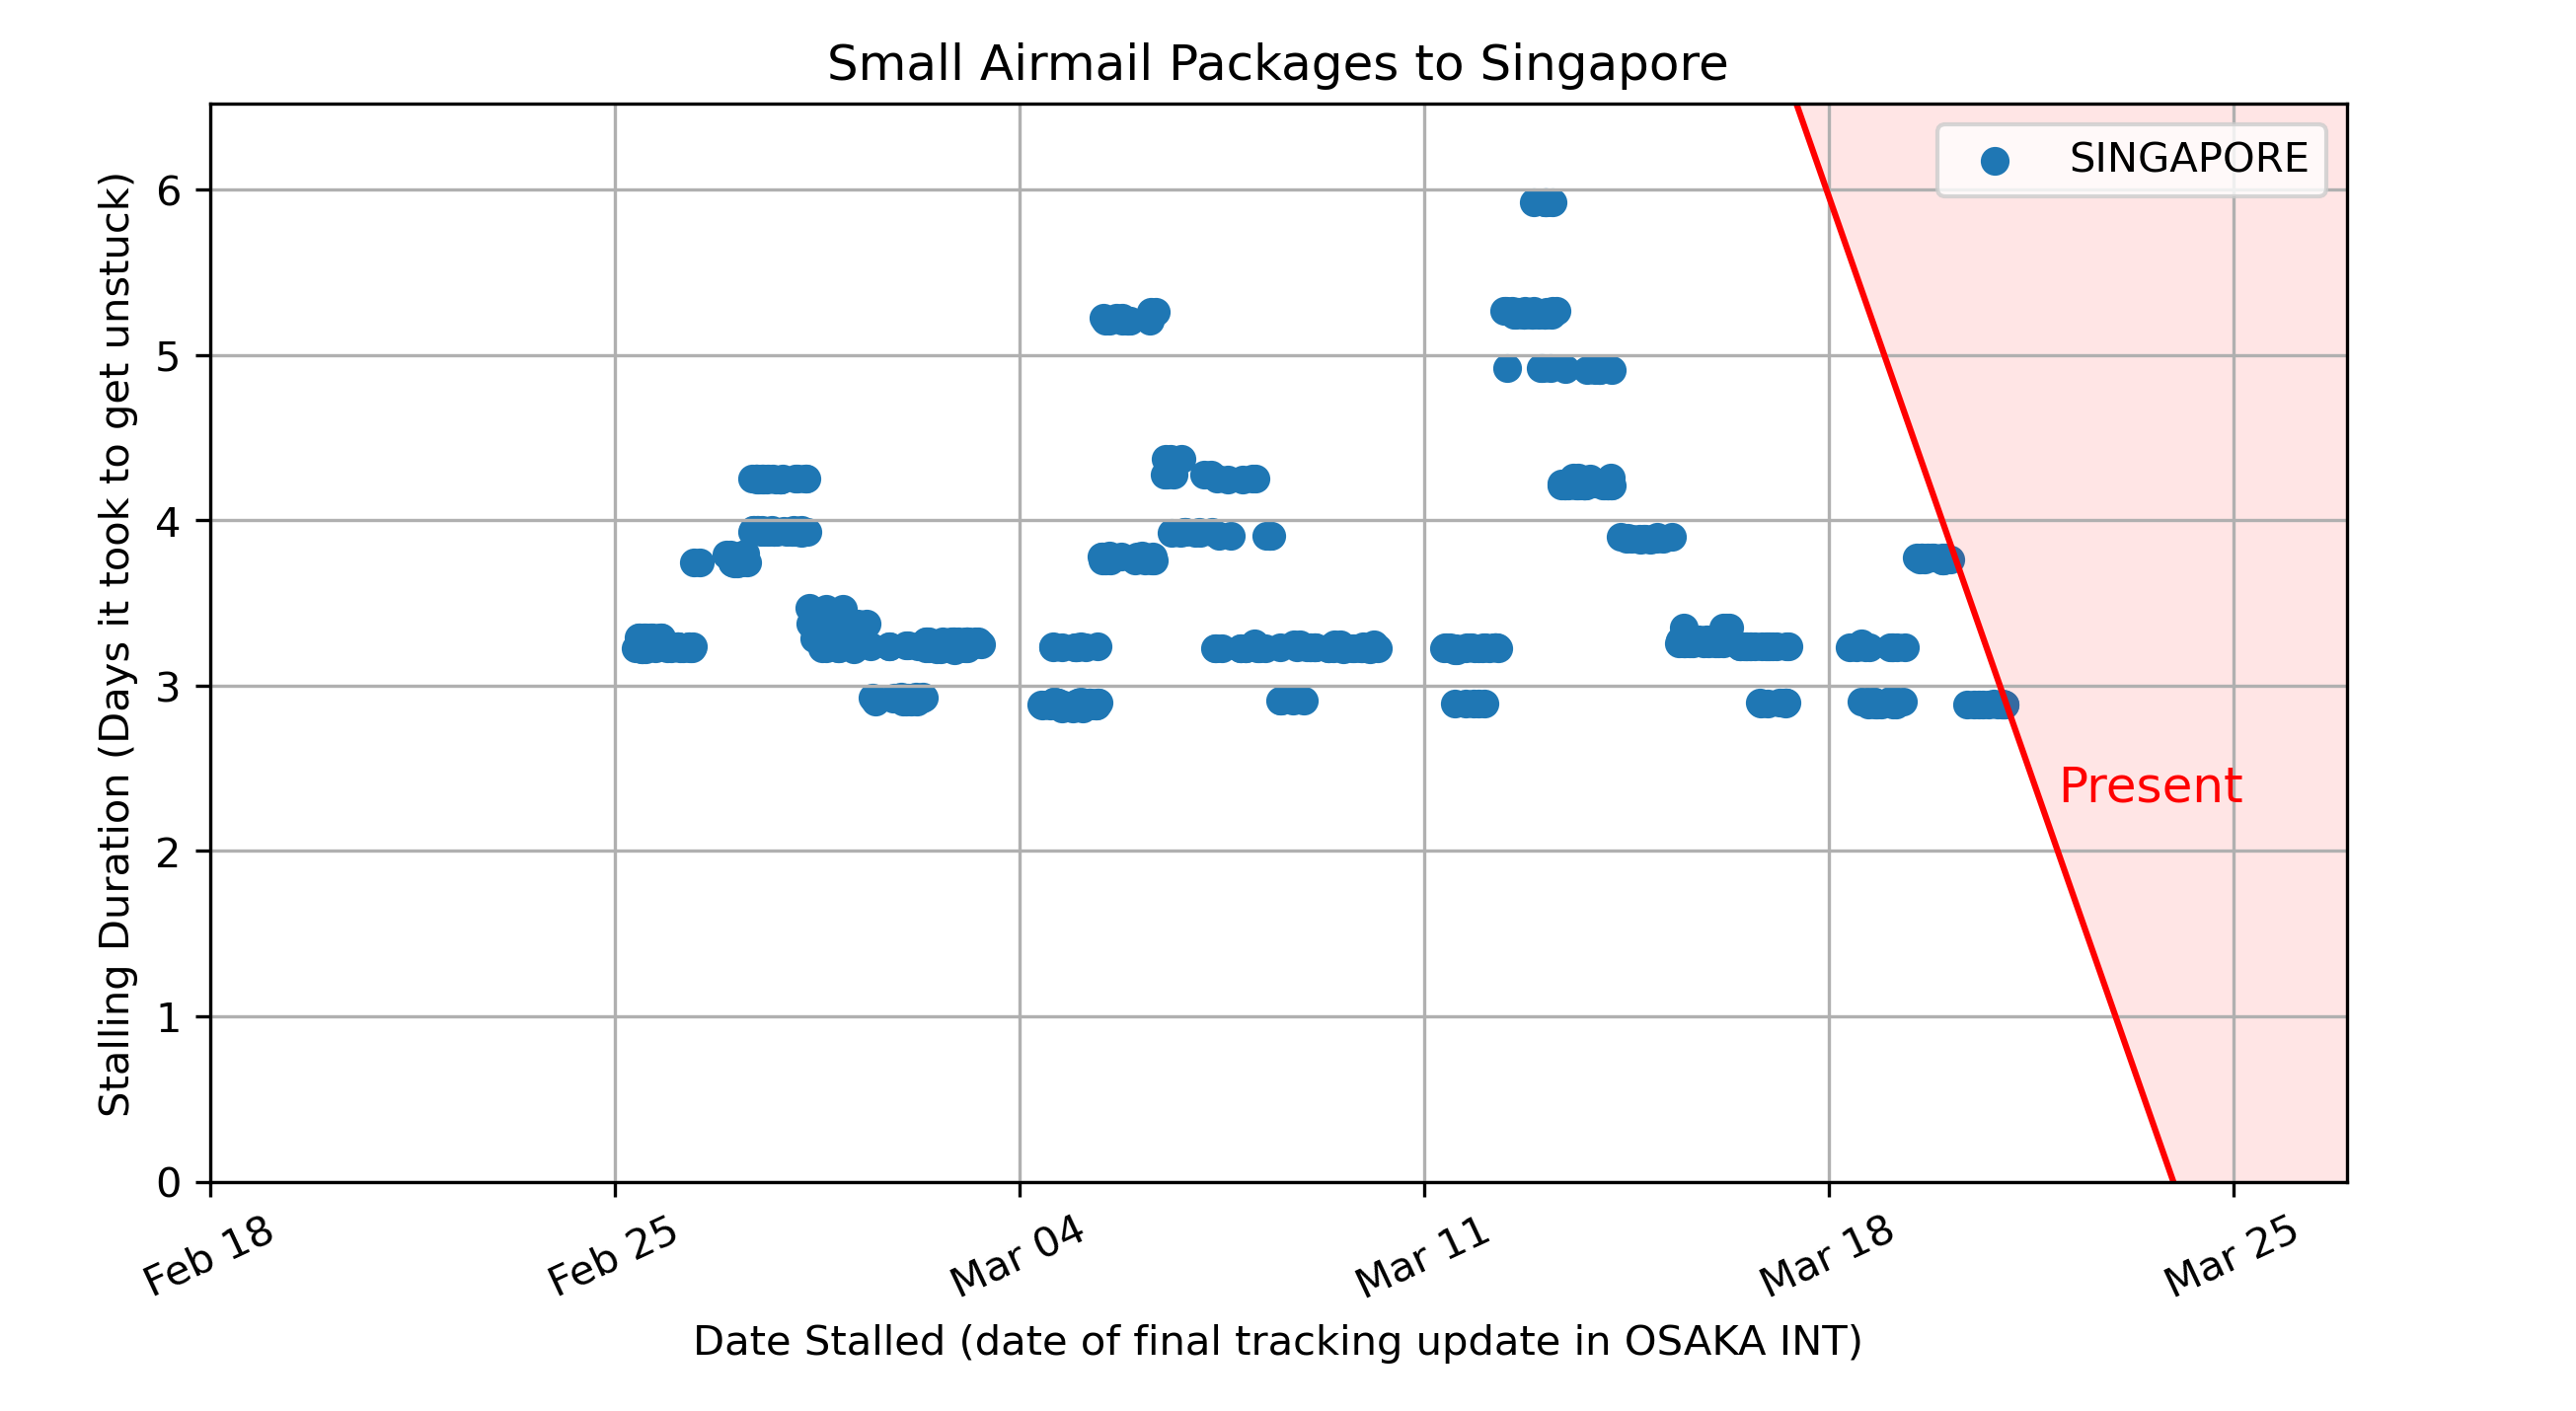 Small Airmail Packages to Singapore
SINGAPORE
Stalling Duration (Days it took to get unstuck)
6
5
4
3
2
1
0
Present
Feb 18
Feb 25
Mar 04
Mar 11
Mar 18
Mar 25
Date Stalled (date of final tracking update in OSAKA INT)